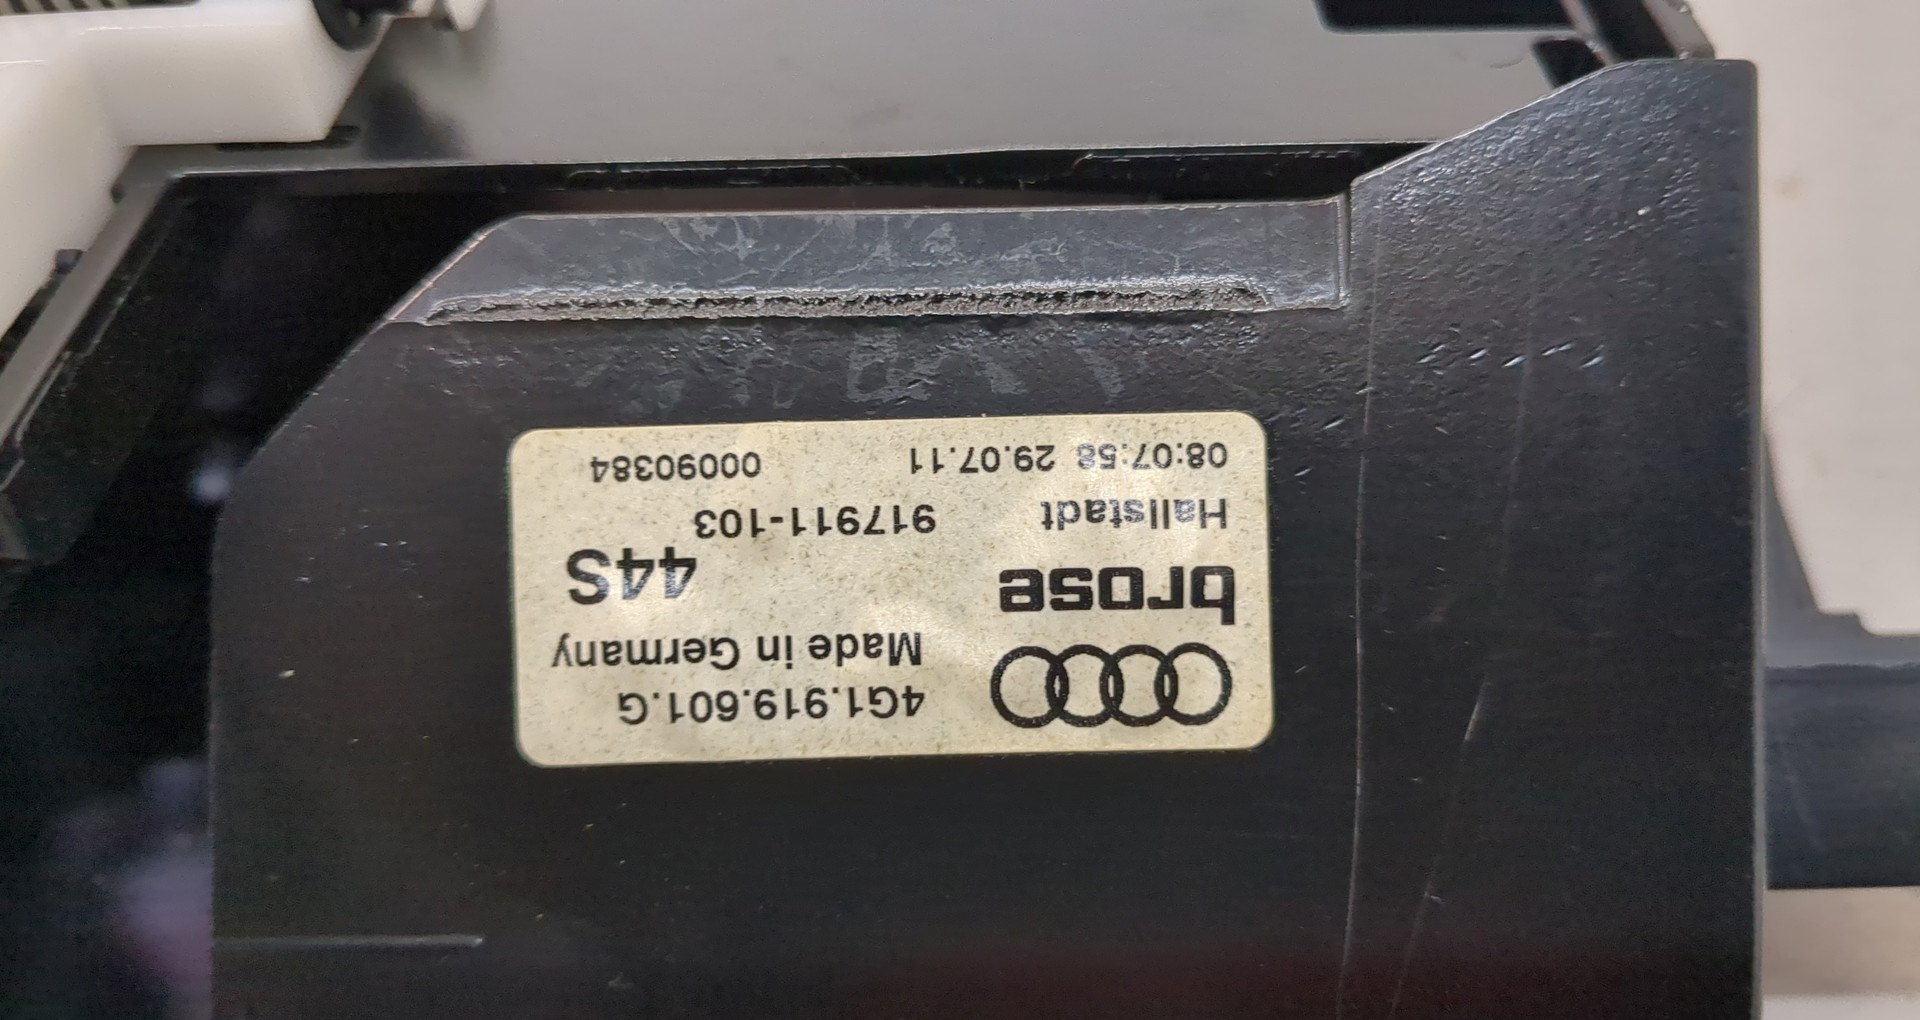 4G1.919.601.G
Made in Germany
brose 44S
Hallstadt 917911-103
08:07:58 29.07.11 00090384